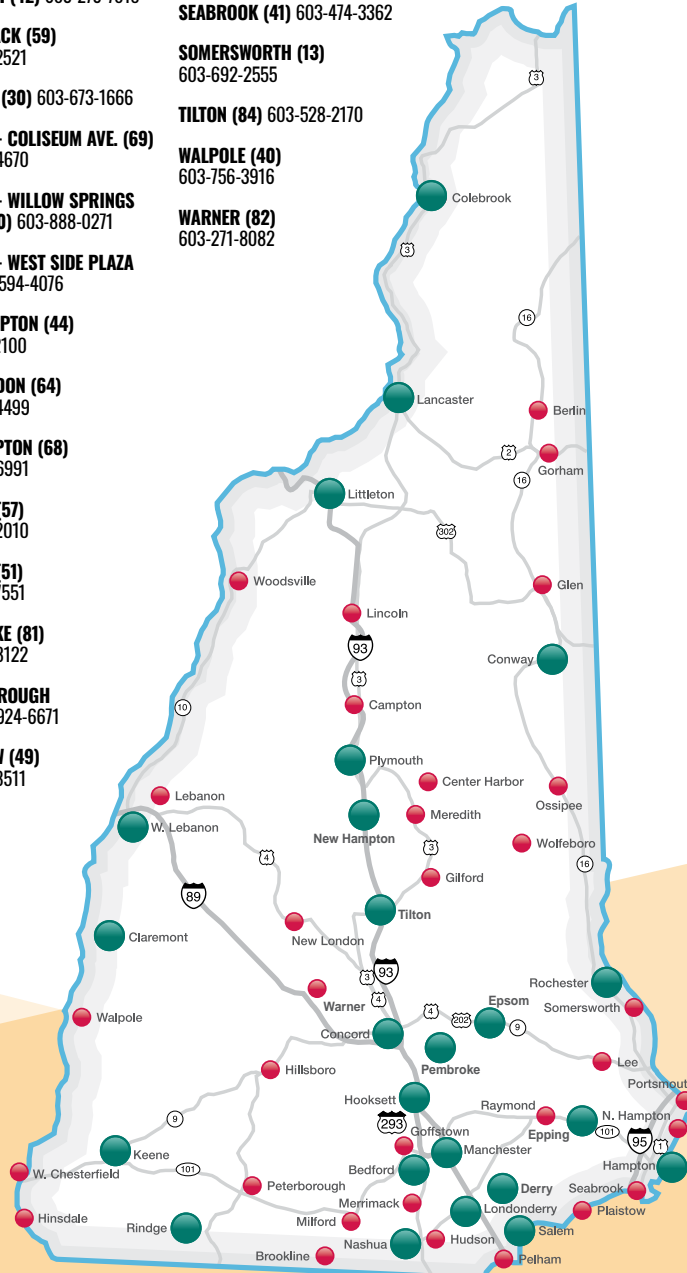 CK (59)
2521
(30) 603-673-1666
- COLISEUM AVE. (69)
4670
- WILLOW SPRINGS
0) 603-888-0271
- WEST SIDE PLAZA
594-4076
PTON (44)
2100
DON (64)
4499
PTON (68)
6991
(57)
2010
(51)
7551
KE (81)
3122
ROUGH
924-6671
(49)
3511
SEABROOK (41) 603-474-3362
SOMERSWORTH (13)
603-692-2555
TILTON (84) 603-528-2170
WALPOLE (40)
603-756-3916
WARNER (82)
603-271-8082
3
Colebrook
3
16
Lancaster
Berlin
2
Gorham
16
Littleton
302
Woodsville
Glen
Lincoln
93
Conway
3
Campton
10
Plymouth
Center Harbor
Lebanon
Ossipee
Meredith
W. Lebanon
New Hampton
Wolfeboro
3
4
16
Gilford
89
Tilton
New London
Claremont
93
3
Rochester
Warner
4
Epsom
Somersworth
4
202
9
Walpole
Concord
Lee
Pembroke
Hillsboro
Portsmout
Hooksett
Raymond
N. Hampton
9
293
Goffstown
Epping
101
95
1
Keene
Manchester
101
Bedford
Hampton
W. Chesterfield
Peterborough
Derry
Seabrook
Merrimack
Londonderry
Plaistow
Hinsdale
Milford
Rindge
Salem
Nashua
Hudson
Brookline
Pelham